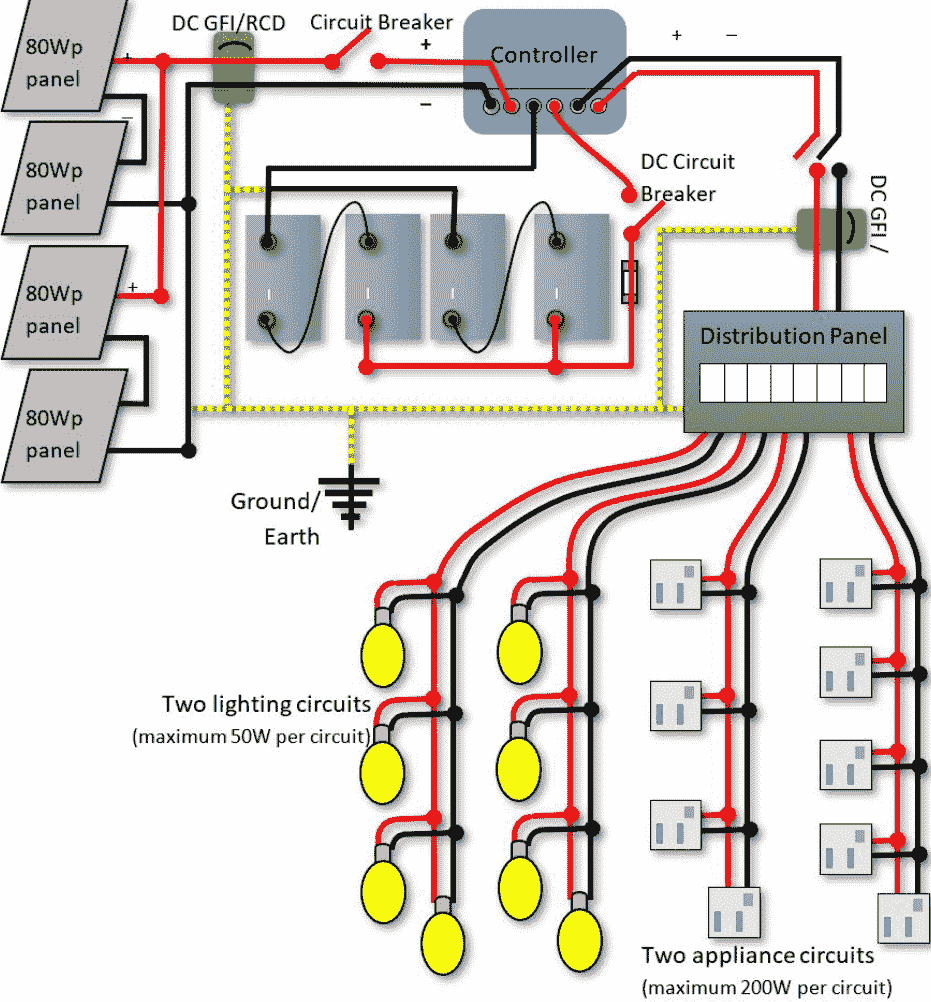 DC GFI/RCD
Circuit Breaker
Controller
+
−
+ −
80Wp
panel
+
−
80Wp
panel
80Wp
panel
+
80Wp
panel
DC Circuit
Breaker
DC GFI /
Distribution Panel
Ground/
Earth
Two lighting circuits
(maximum 50W per circuit)
Two appliance circuits
(maximum 200W per circuit)